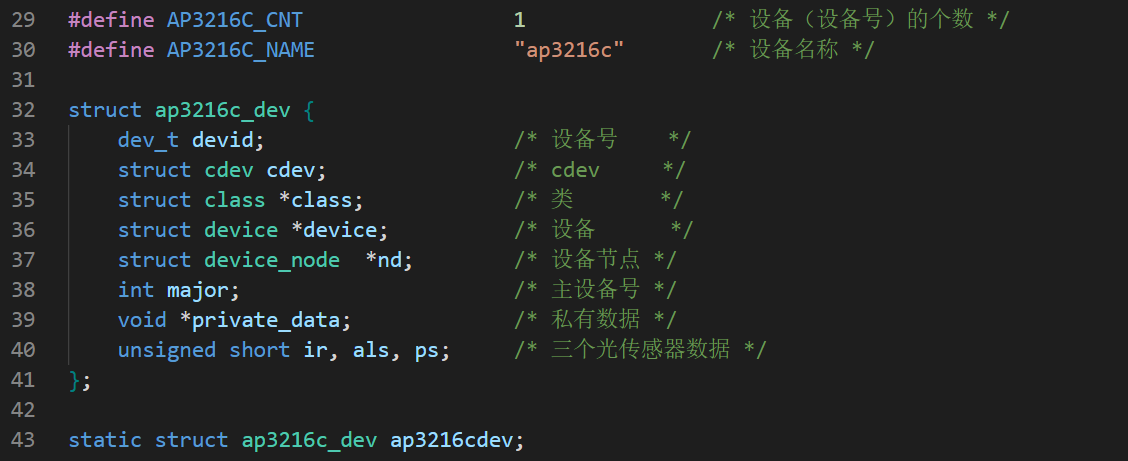 29 #define AP3216C_CNT 1 /* 设备（设备号）的个数 */
30 #define AP3216C_NAME "ap3216c" /* 设备名称 */
31
32 struct ap3216c_dev {
33 dev_t devid; /* 设备号 */
34 struct cdev cdev; /* cdev */
35 struct class *class; /* 类 */
36 struct device *device; /* 设备 */
37 struct device_node *nd; /* 设备节点 */
38 int major; /* 主设备号 */
39 void *private_data; /* 私有数据 */
40 unsigned short ir, als, ps; /* 三个光传感器数据 */
41 };
42
43 static struct ap3216c_dev ap3216cdev;